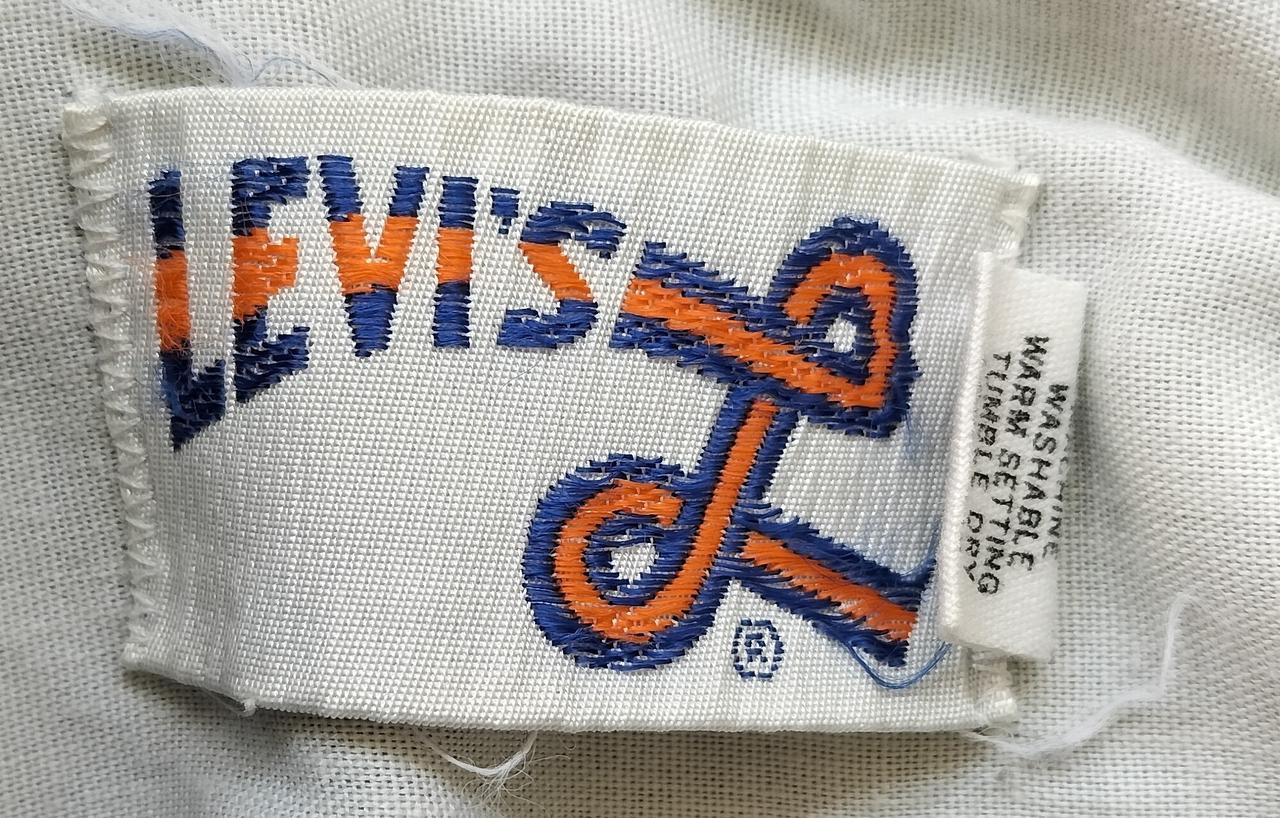 LEVI'S
L
®
WASHABLE
WARM SETTING
TUMBLE DRY